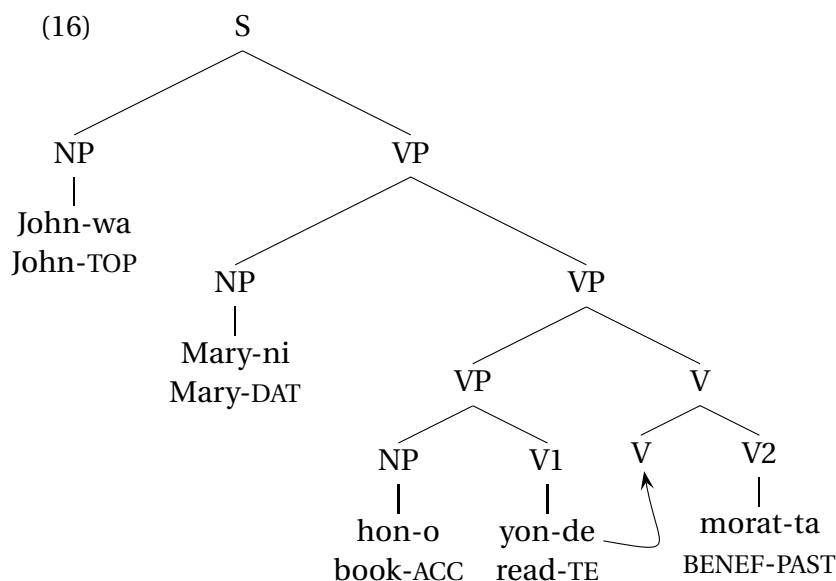 (16) S
NP VP
John-wa
John-TOP
NP VP
Mary-ni
Mary-DAT
VP V
NP V1 V V2
hon-o yon-de morat-ta
book-ACC read-TE BENEF-PAST